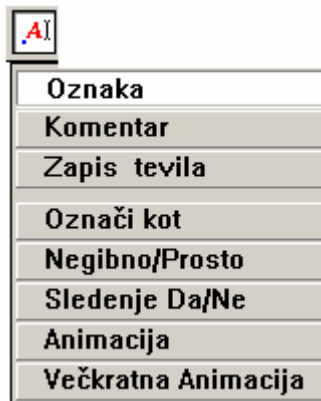 A
Oznaka
Komentar
Zapis tevila
Označi kot
Negibno/Prosto
Sledenje Da/Ne
Animacija
Večkratna Animacija